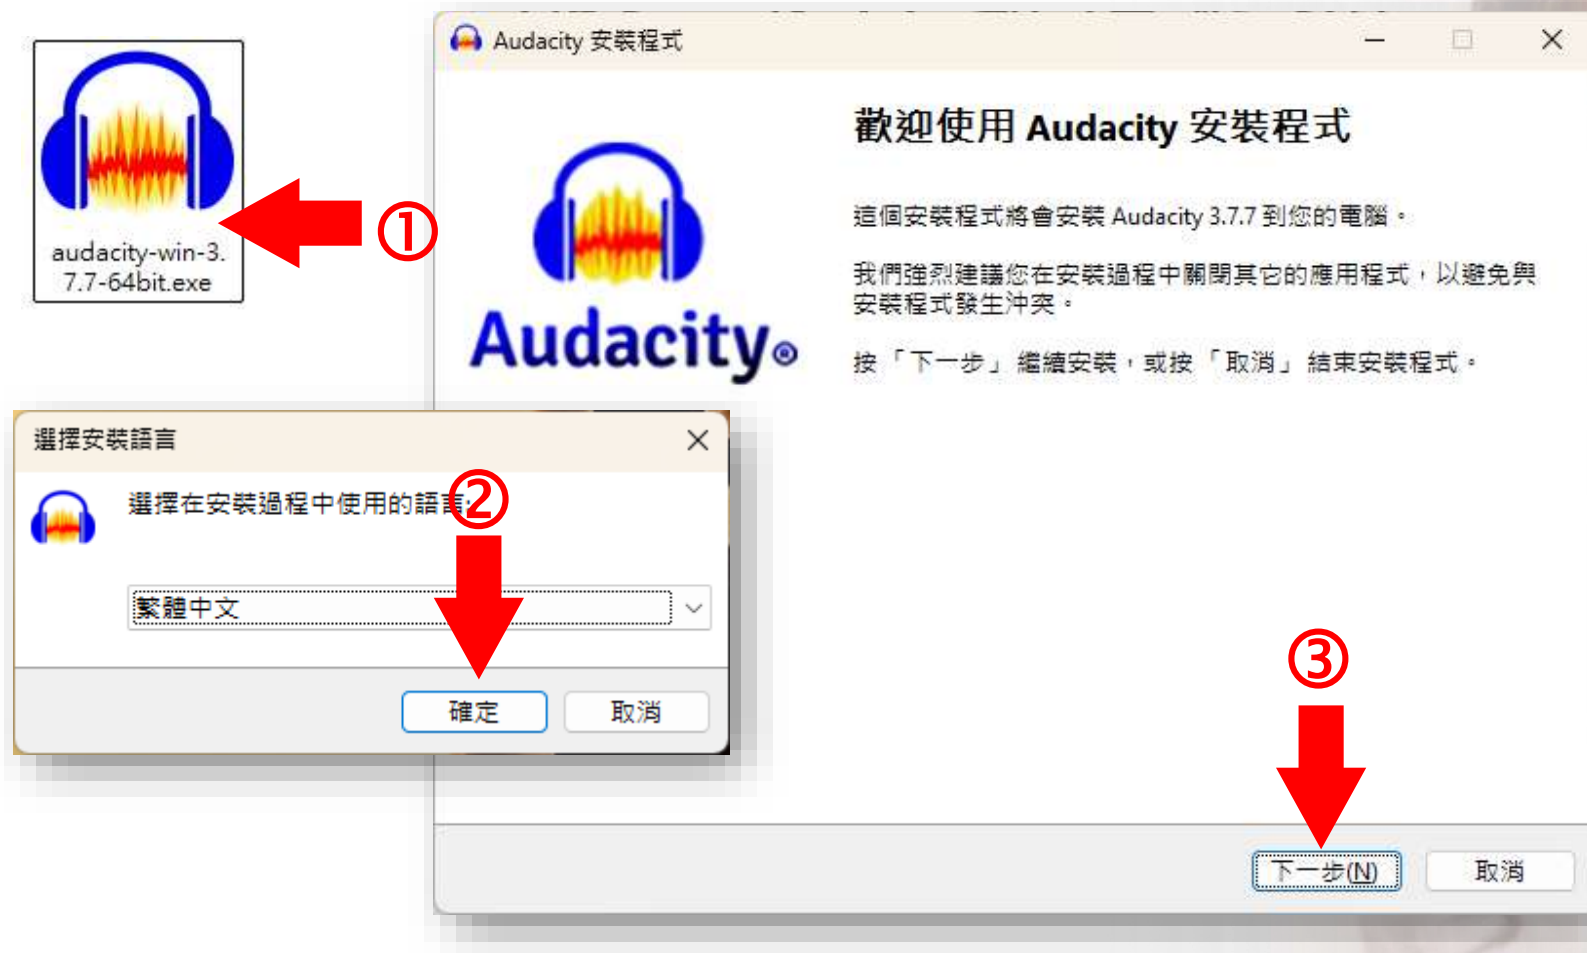 audacity-win-3.
7.7-64bit.exe
①
Audacity 安裝程式
Audacity®
歡迎使用 Audacity 安裝程式
這個安裝程式將會安裝 Audacity 3.7.7 到您的電腦。
我們強烈建議您在安裝過程中關閉其它的應用程式，以避免與
安裝程式發生沖突。
按「下一步」繼續安裝，或按「取消」結束安裝程式。
選擇安裝語言
選擇在安裝過程中使用的語言:
②
繁體中文
確定
取消
③
下一步(N)
取消